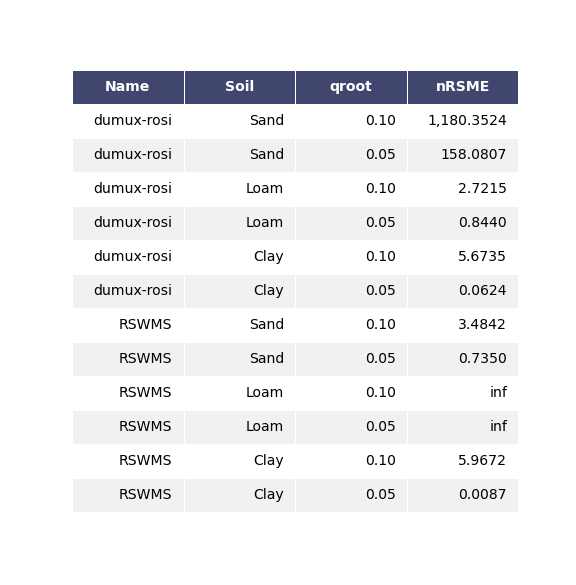 Name Soil qroot nRSME
dumux-rosi Sand 0.10 1,180.3524
dumux-rosi Sand 0.05 158.0807
dumux-rosi Loam 0.10 2.7215
dumux-rosi Loam 0.05 0.8440
dumux-rosi Clay 0.10 5.6735
dumux-rosi Clay 0.05 0.0624
RSWMS Sand 0.10 3.4842
RSWMS Sand 0.05 0.7350
RSWMS Loam 0.10 inf
RSWMS Loam 0.05 inf
RSWMS Clay 0.10 5.9672
RSWMS Clay 0.05 0.0087